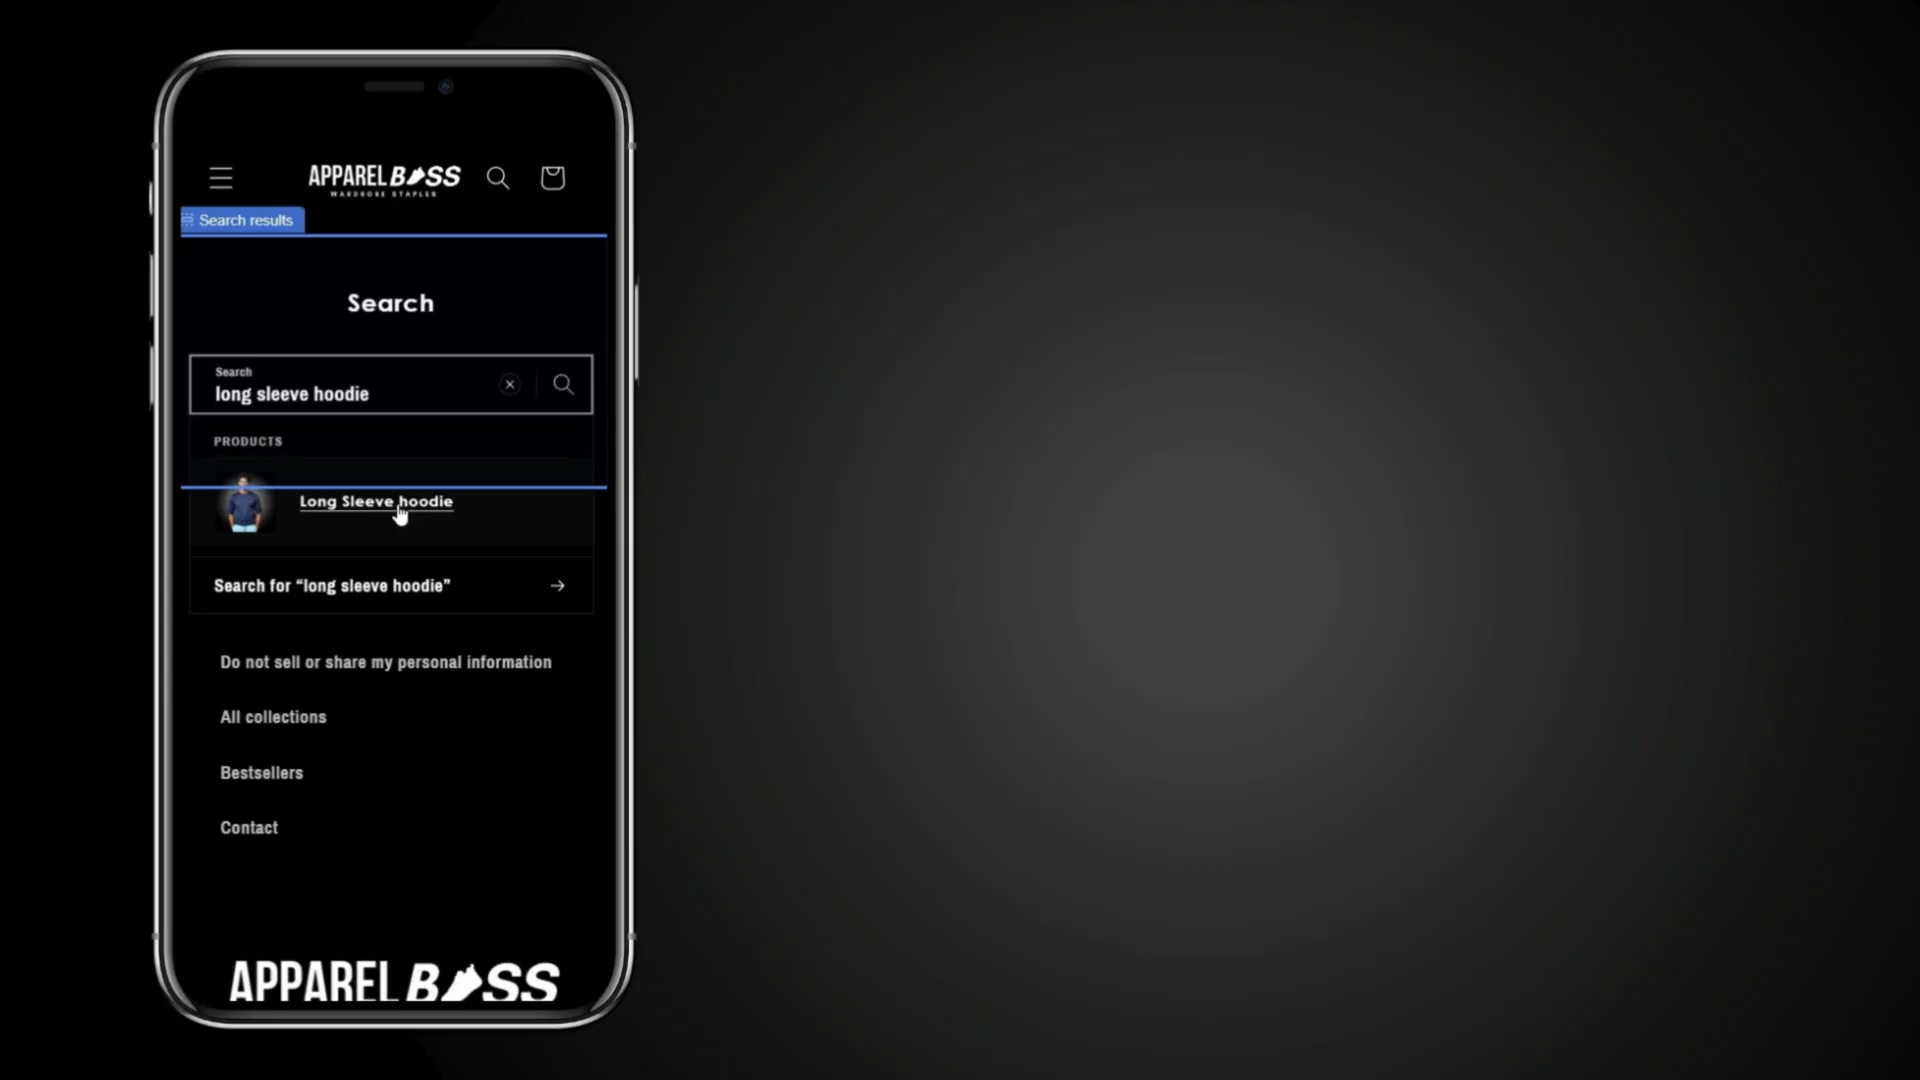 APPAREL BOSS
WARDROBE STAPLES
Search results
Search
Search
long sleeve hoodie
PRODUCTS
Long Sleeve hoodie
Search for “long sleeve hoodie”
Do not sell or share my personal information
All collections
Bestsellers
Contact
APPAREL BOSS